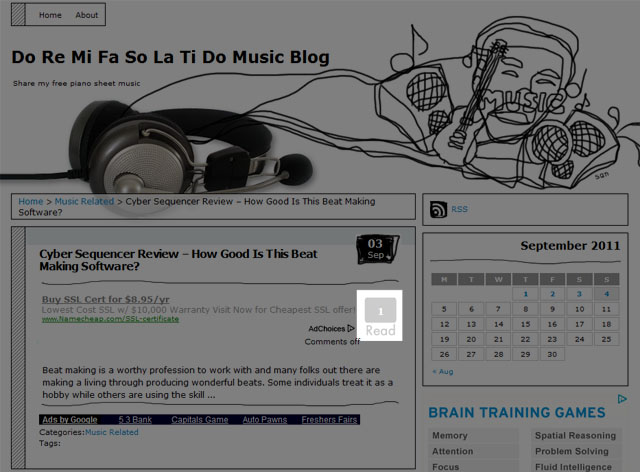 Home About
Do Re Mi Fa So La Ti Do Music Blog
Share my free piano sheet music
MUSIC
sqn
Home > Music Related > Cyber Sequencer Review – How Good Is This Beat Making
Software?
RSS
Cyber Sequencer Review – How Good Is This Beat
Making Software?
03
Sep
Buy SSL Cert for $8.95/yr
Lowest Cost SSL w/ $10,000 Warranty Visit Now for Cheapest SSL offer!
www.Namecheap.com/SSL-certificate
AdChoices
Comments off
1
Read
Beat making is a worthy profession to work with and many folks out there are
making a living through producing wonderful beats. Some individuals treat it as a
hobby while others are using the skill ...
Ads by Google 5.3 Bank Capitals Game Auto Pawns Freshers Fairs
Categories:Music Related
Tags:
September 2011
M T W T F S S
1 2 3 4
5 6 7 8 9 10 11
12 13 14 15 16 17 18
19 20 21 22 23 24 25
26 27 28 29 30
« Aug
BRAIN TRAINING GAMES
Memory Spatial Reasoning
Attention Problem Solving
Focus Fluid Intelligence